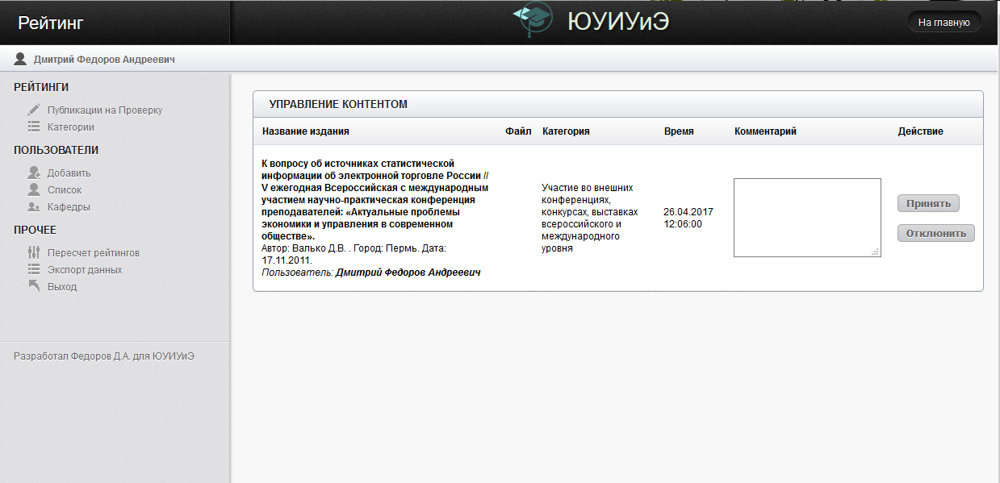 Рейтинг
ЮУИУиЭ
На главную
Дмитрий Федоров Андреевич
РЕЙТИНГИ
Публикации на Проверку
Категории
ПОЛЬЗОВАТЕЛИ
Добавить
Список
Кафедры
ПРОЧЕЕ
Пересчет рейтингов
Экспорт данных
Выход
Разработал Федоров Д.А. для ЮУИУиЭ
УПРАВЛЕНИЕ КОНТЕНТОМ
Название издания Файл Категория Время Комментарий Действие
К вопросу об источниках статистической
информации об электронной торговле России //
V ежегодная Всероссийская с международным
участием научно-практическая конференция
преподавателей: «Актуальные проблемы
экономики и управления в современном
обществе».
Автор: Валько Д.В. . Город: Пермь. Дата:
17.11.2011.
Пользователь: Дмитрий Федоров Андреевич
Участие во внешних
конференциях,
конкурсах, выставках
всероссийского и
международного
уровня
26.04.2017
12:06:00
Принять
Отклюнить